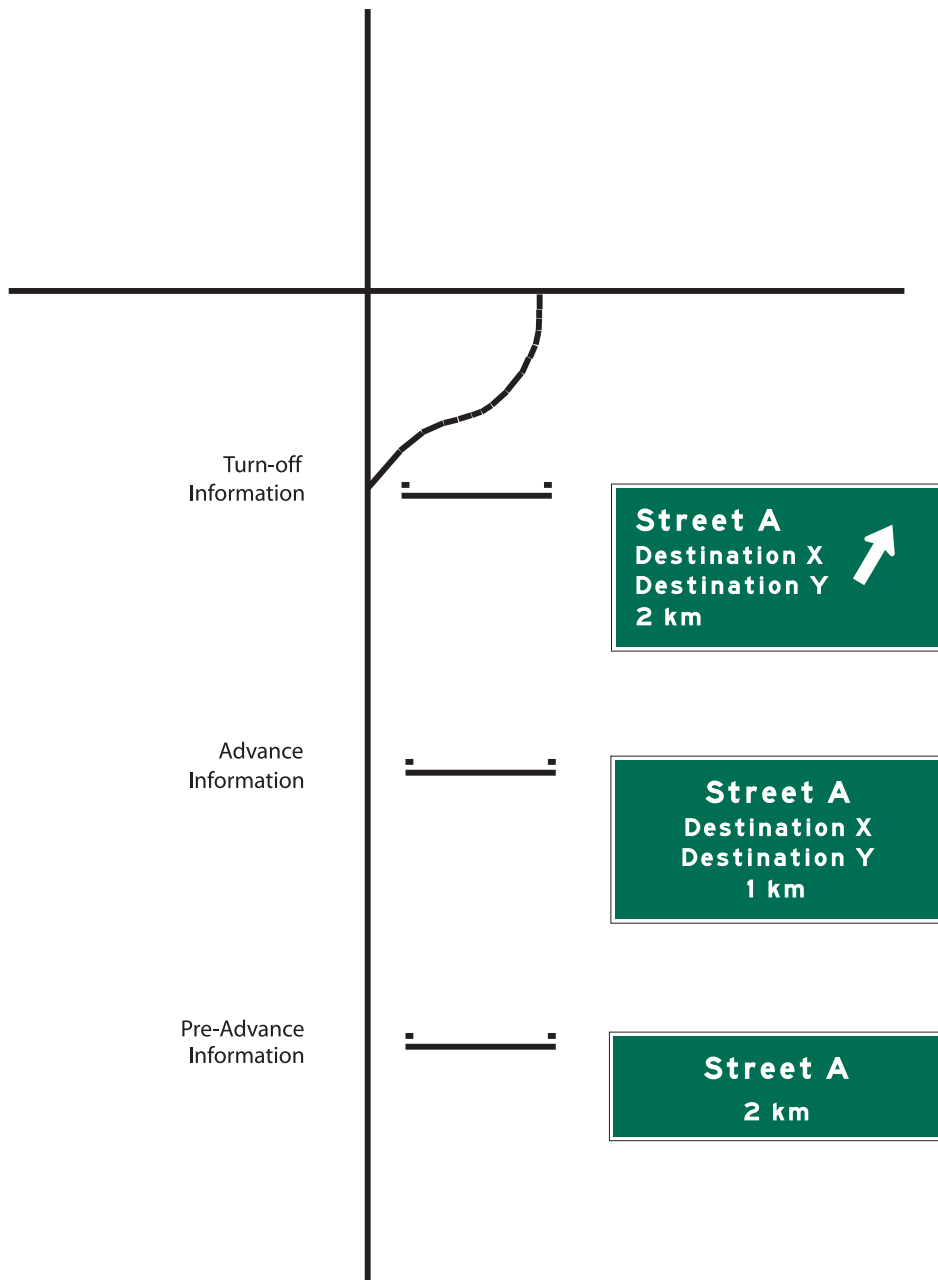 Turn-off
Information
Street A
Destination X
Destination Y
2 km
Advance
Information
Street A
Destination X
Destination Y
1 km
Pre-Advance
Information
Street A
2 km